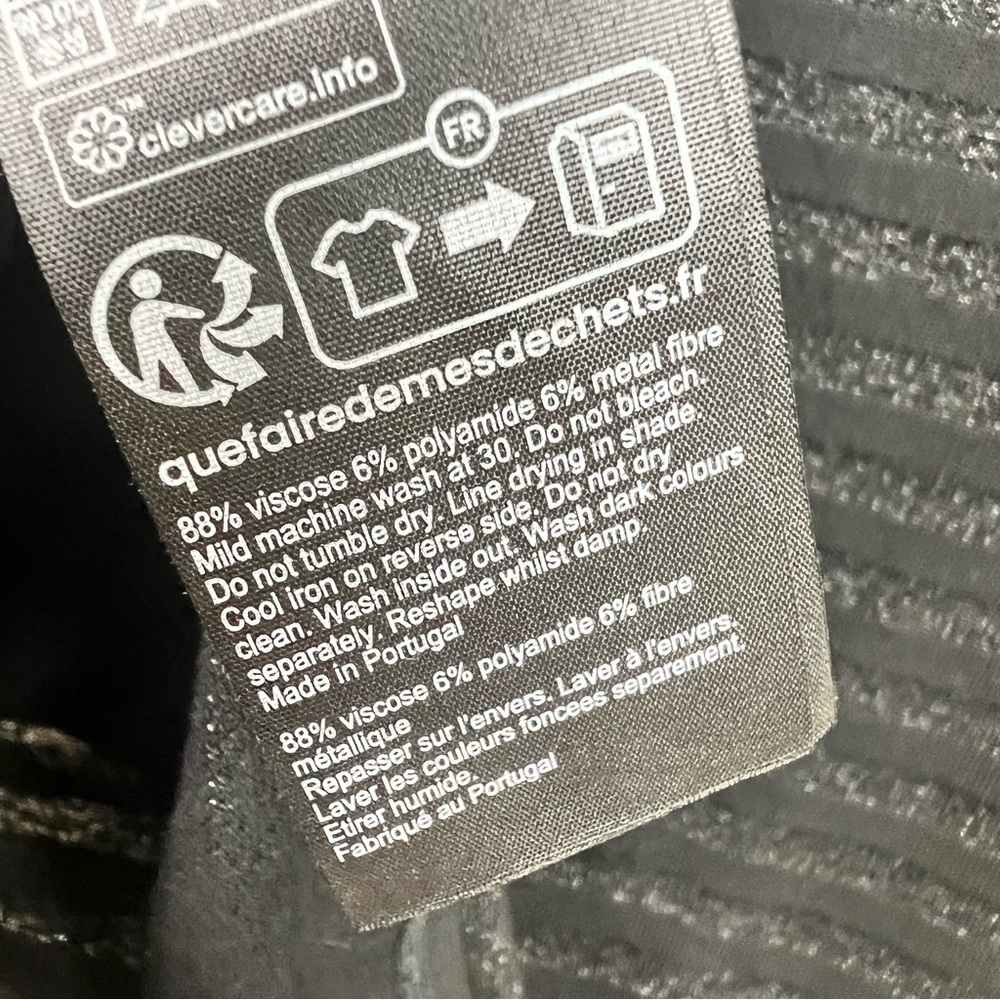 clevercare.info
™
FR
quefairedemesdechets.fr
88% viscose 6% polyamide 6% metal fibre
Mild machine wash at 30. Do not bleach.
Do not tumble dry. Line drying in shade.
Cool iron on reverse side. Do not dry
clean. Wash inside out. Wash dark colours
separately. Reshape whilst damp.
Made in Portugal
88% viscose 6% polyamide 6% fibre
métallique
Repasser sur l'envers. Laver à l'envers.
Laver les couleurs foncées separement.
Etirer humide.
Fabriqué au Portugal